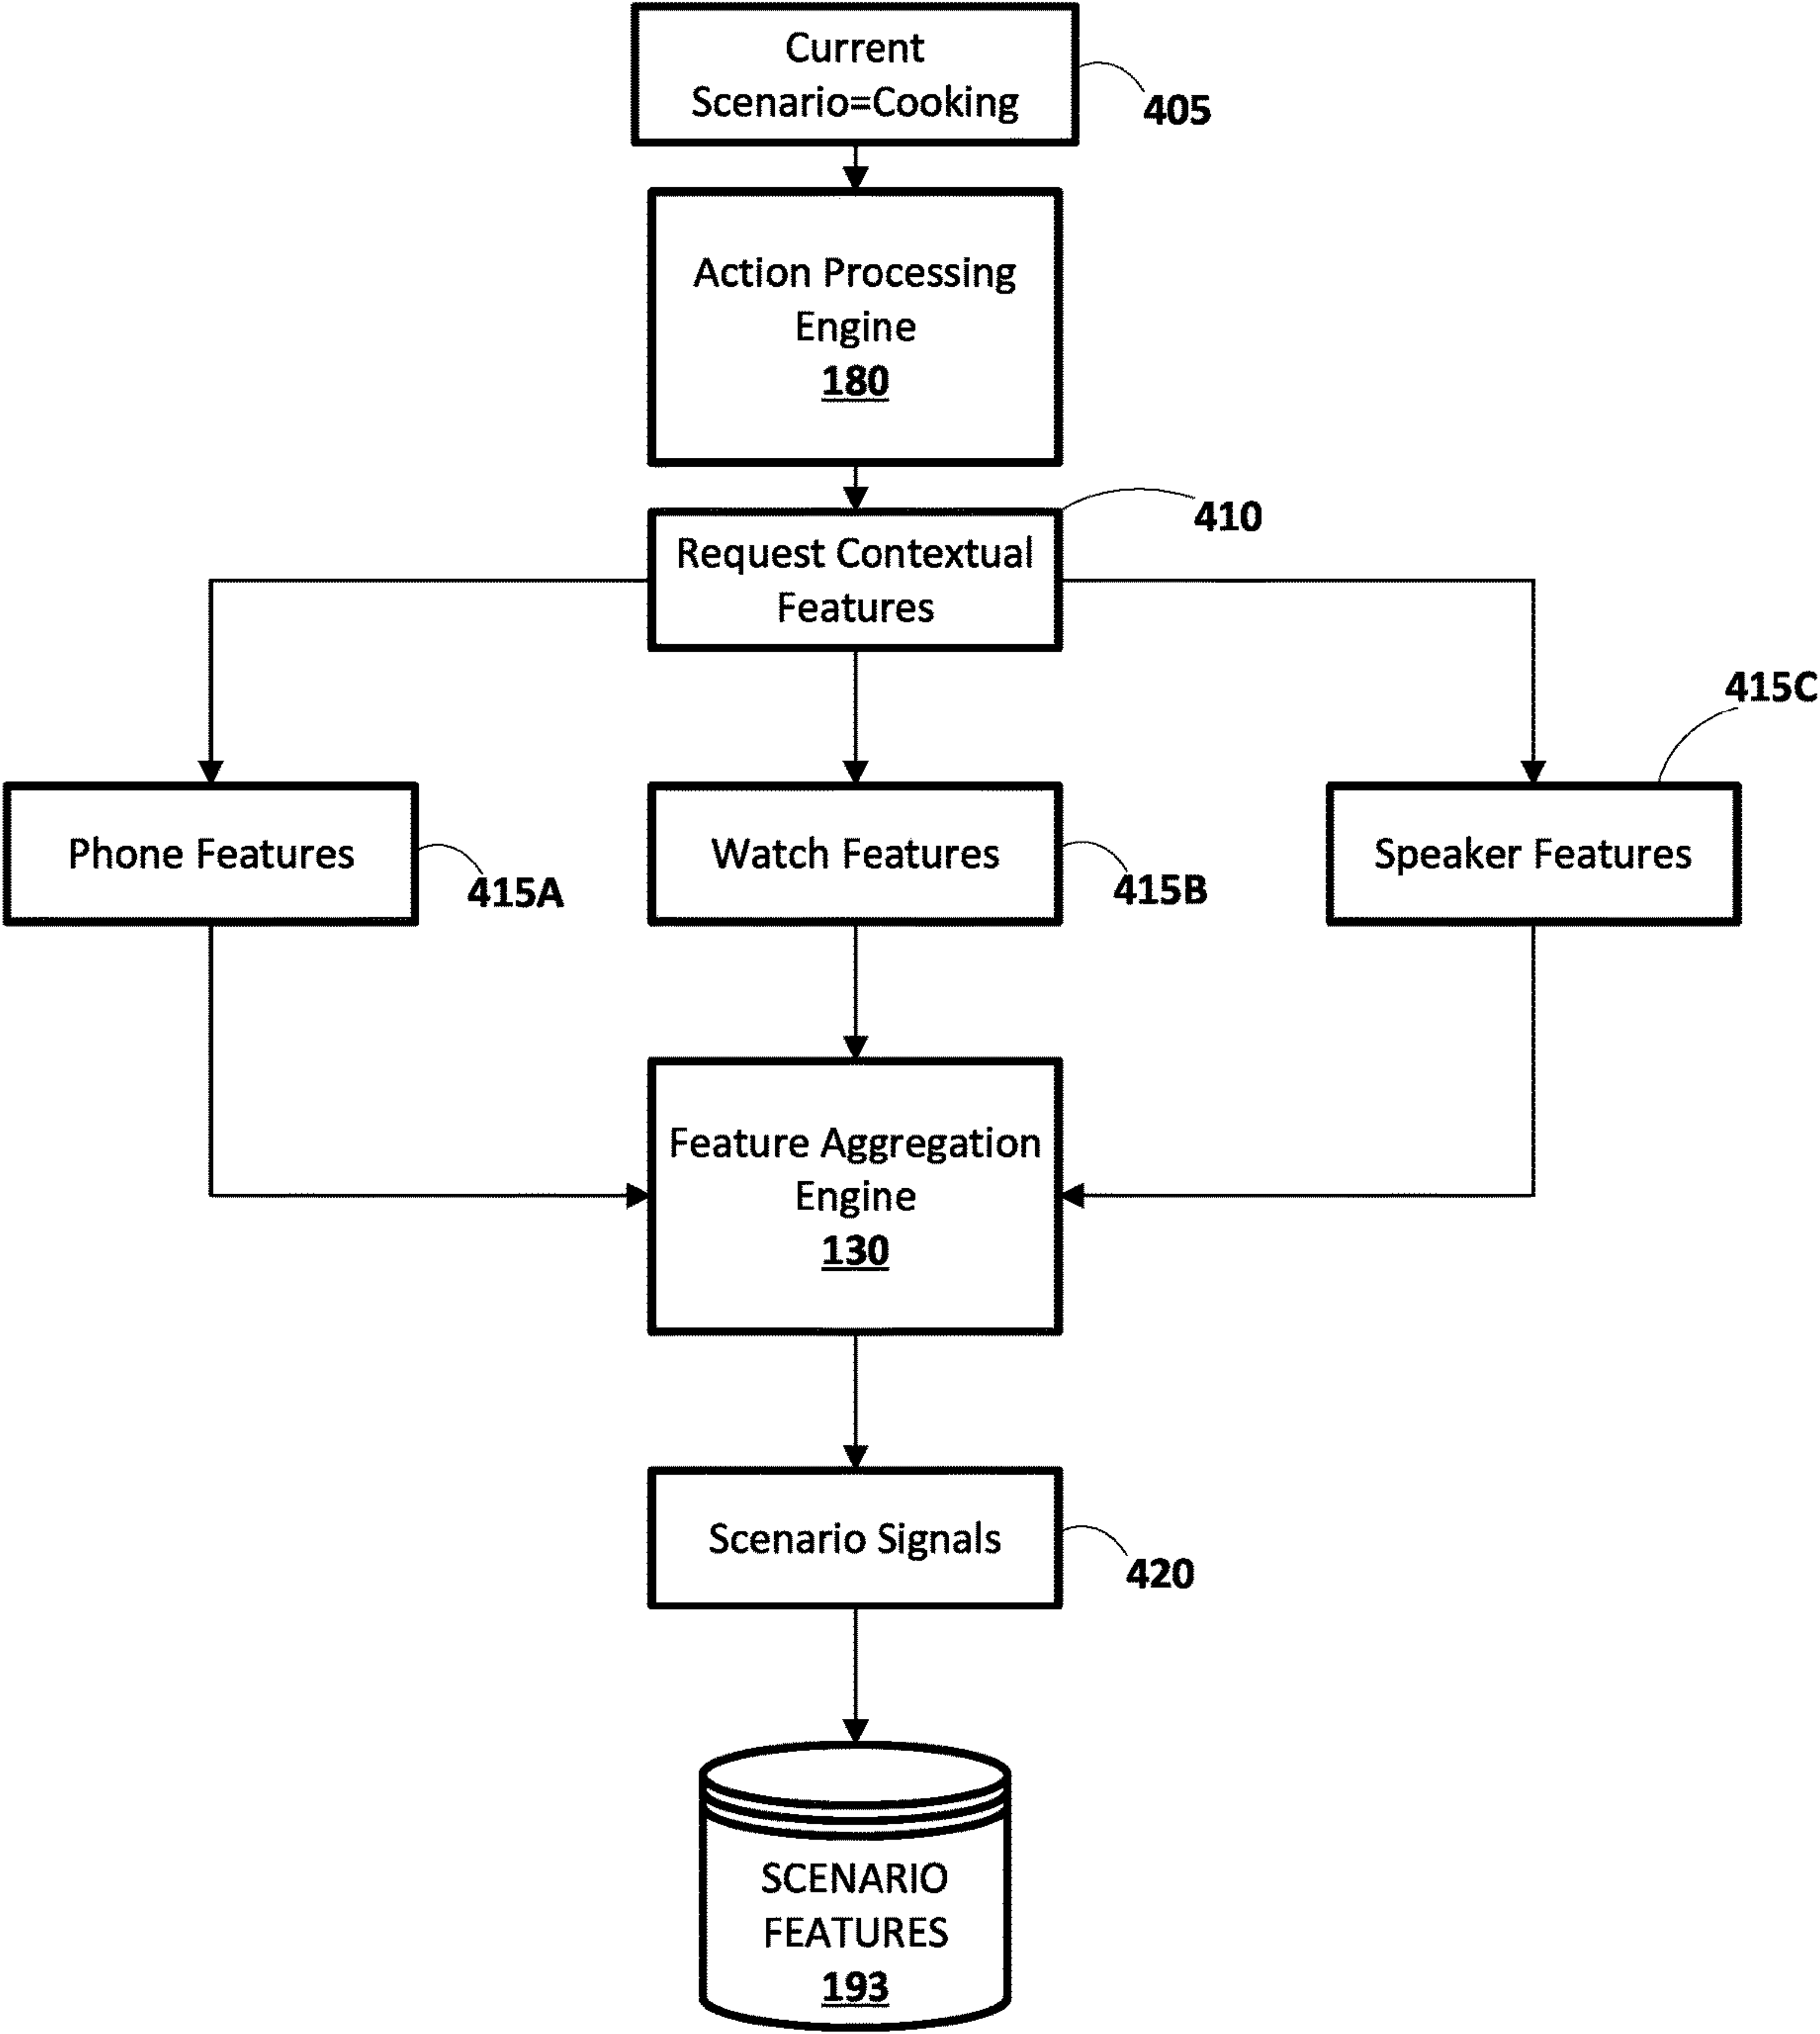 Current
Scenario=Cooking
405
Action Processing
Engine
180
410
Request Contextual
Features
415C
Phone Features
415A
Watch Features
415B
Speaker Features
Feature Aggregation
Engine
130
Scenario Signals
420
SCENARIO
FEATURES
193